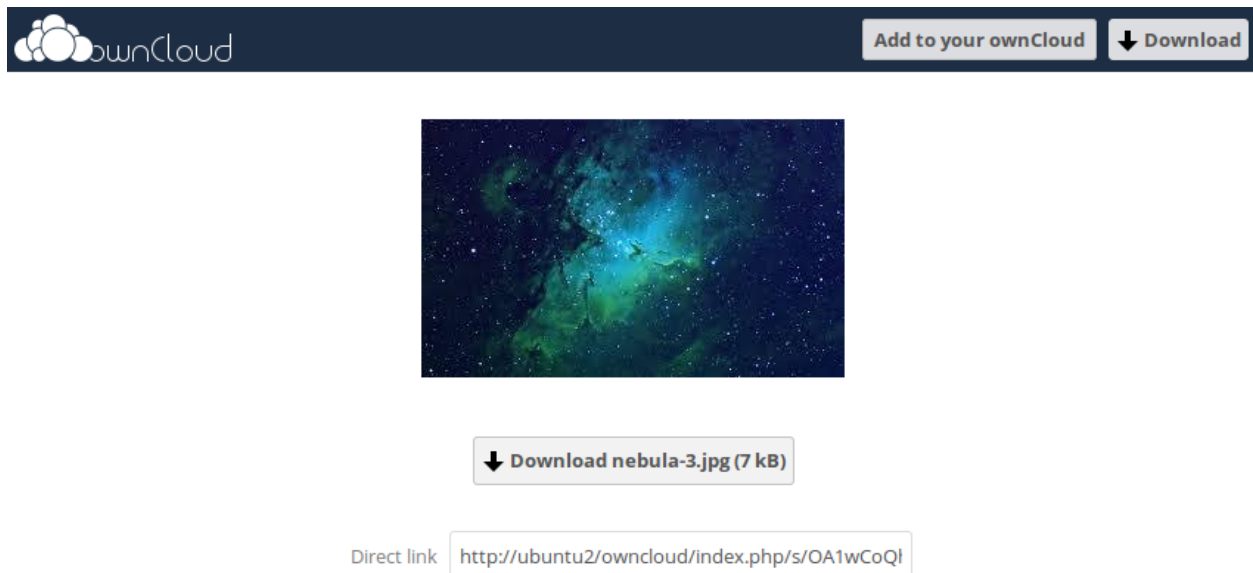 ownCloud
Add to your ownCloud
Download
Download nebula-3.jpg (7 kB)
Direct link
http://ubuntu2/owncloud/index.php/s/OA1wCoQ